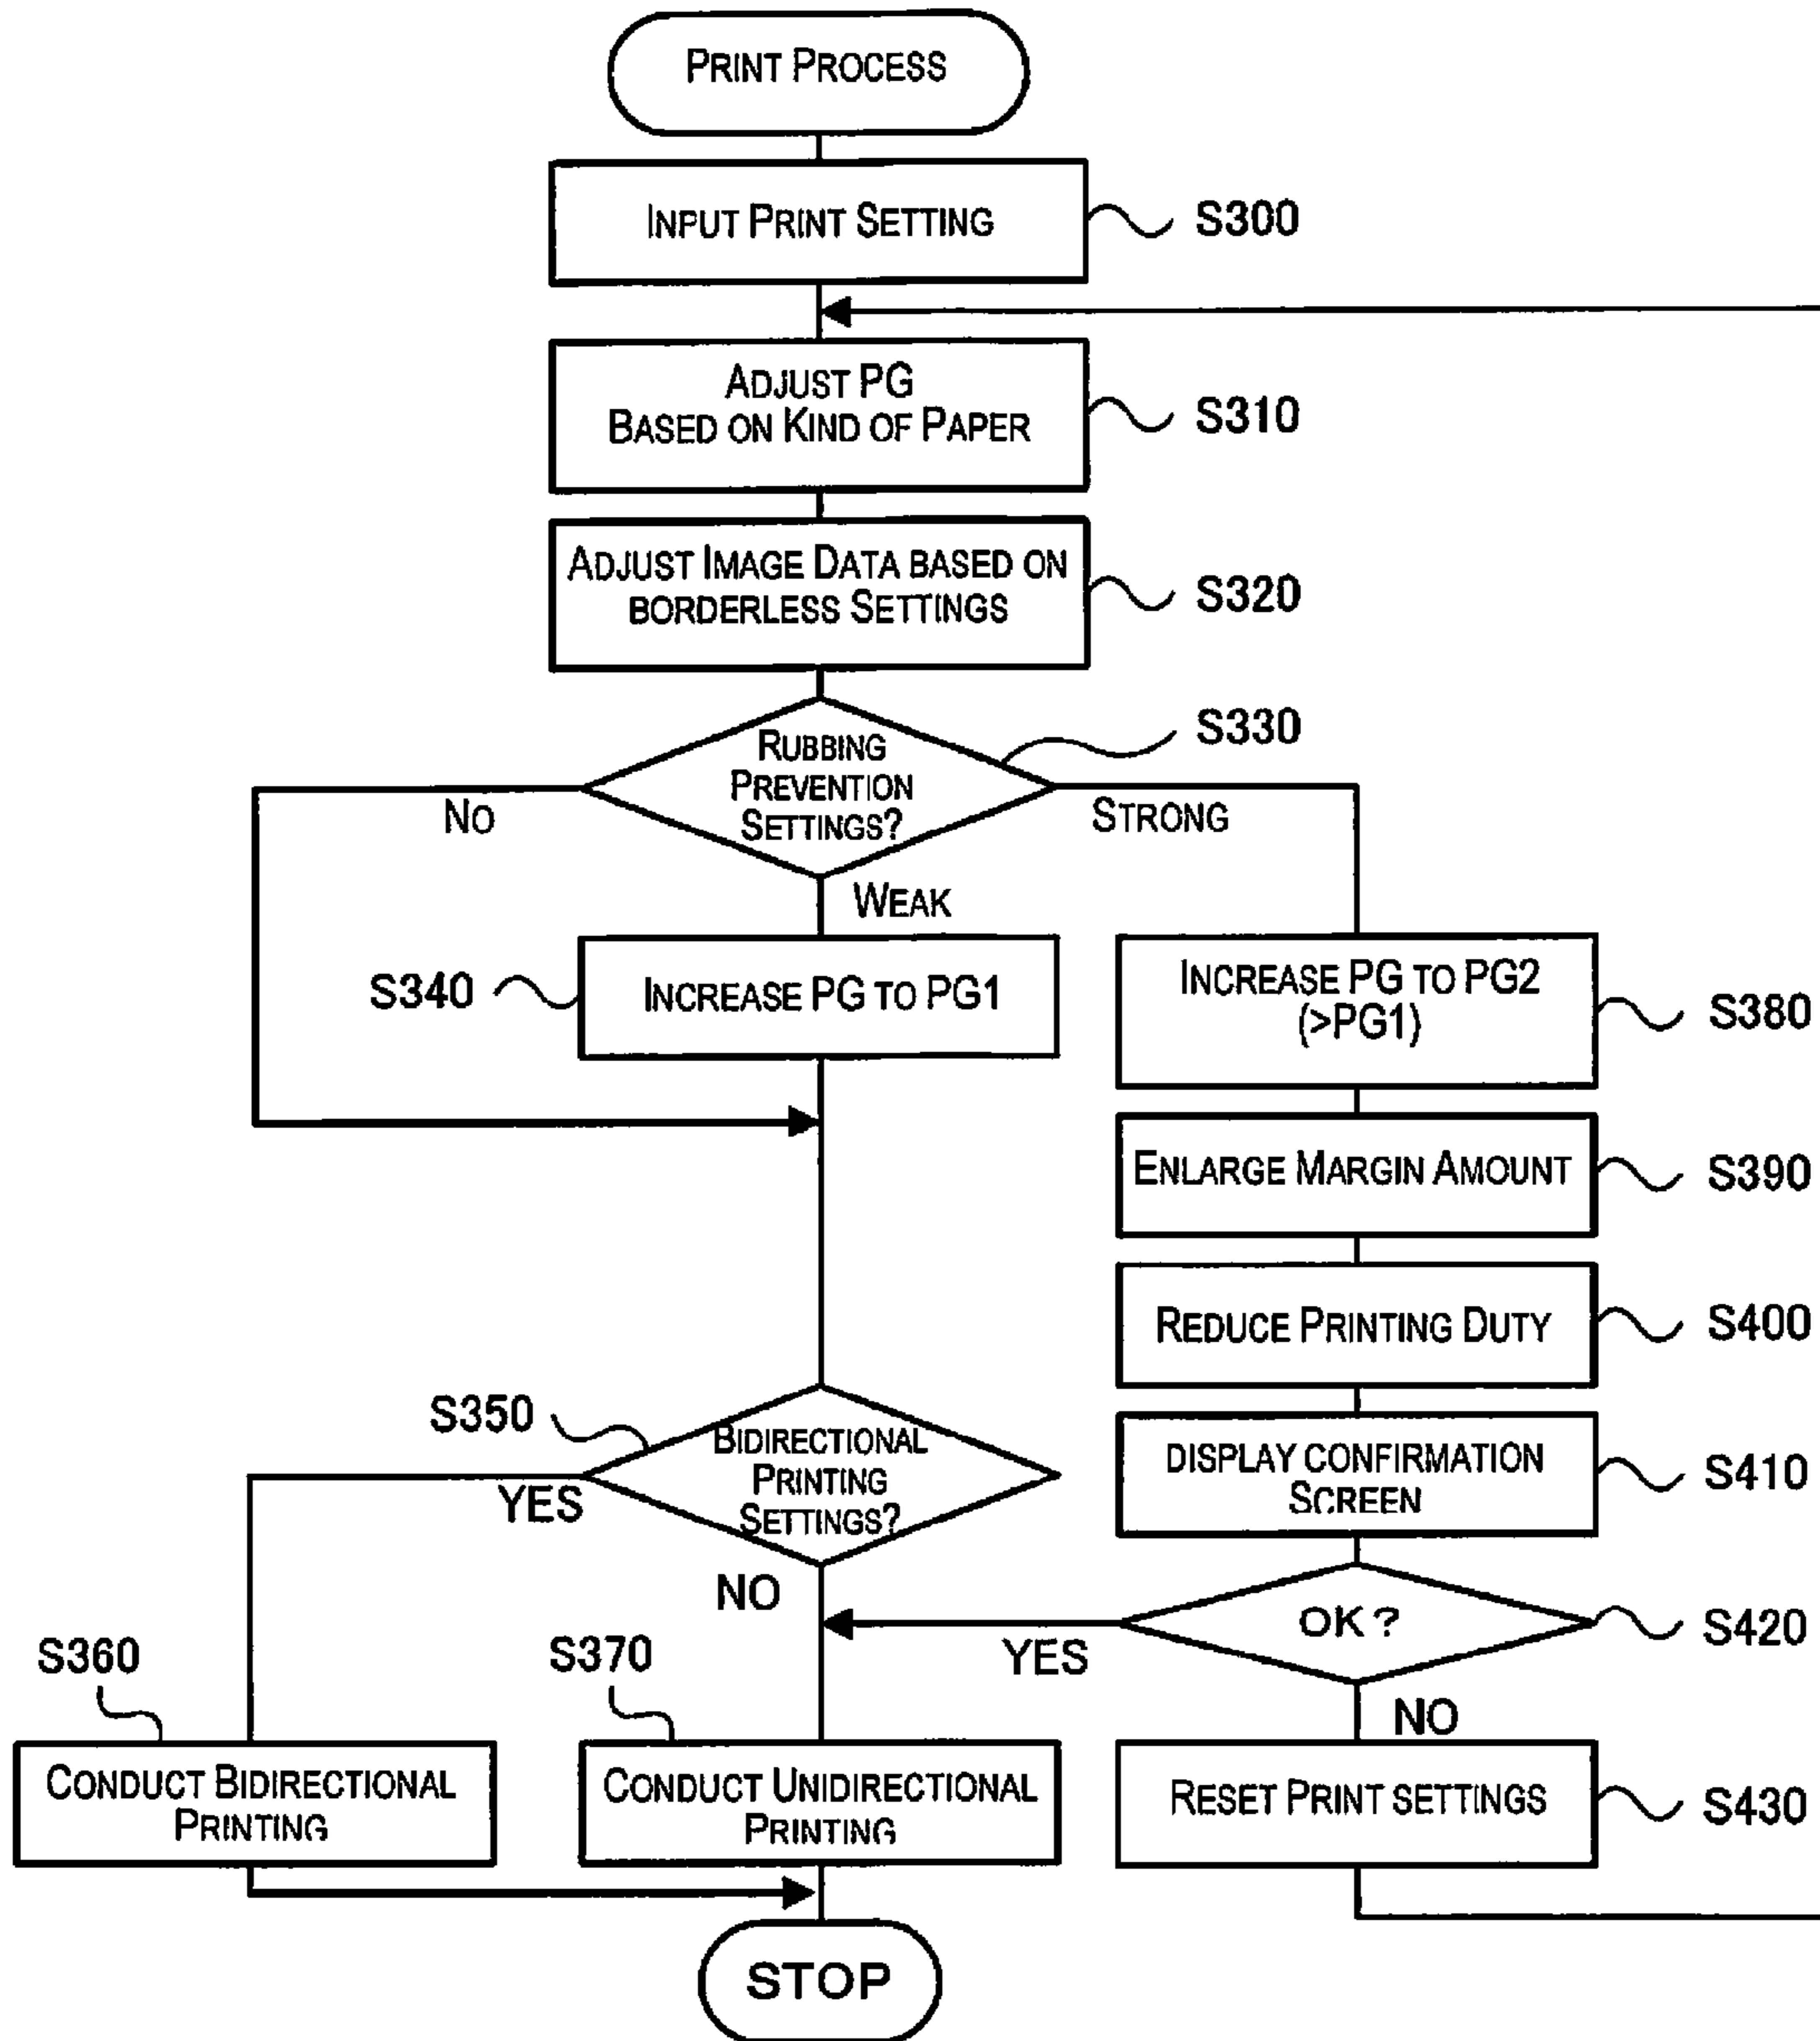 PRINT PROCESS
INPUT PRINT SETTING
S300
ADJUST PG
BASED ON KIND OF PAPER
S310
ADJUST IMAGE DATA BASED ON
BORDERLESS SETTINGS
S320
RUBBING
PREVENTION
SETTINGS?
S330
NO
STRONG
WEAK
S340
INCREASE PG TO PG1
INCREASE PG TO PG2
(>PG1)
S380
ENLARGE MARGIN AMOUNT
S390
REDUCE PRINTING DUTY
S400
S350
BIDIRECTIONAL
PRINTING
SETTINGS?
YES
NO
DISPLAY CONFIRMATION
SCREEN
S410
OK ?
S420
YES
NO
S360
CONDUCT BIDIRECTIONAL
PRINTING
S370
CONDUCT UNIDIRECTIONAL
PRINTING
RESET PRINT SETTINGS
S430
STOP